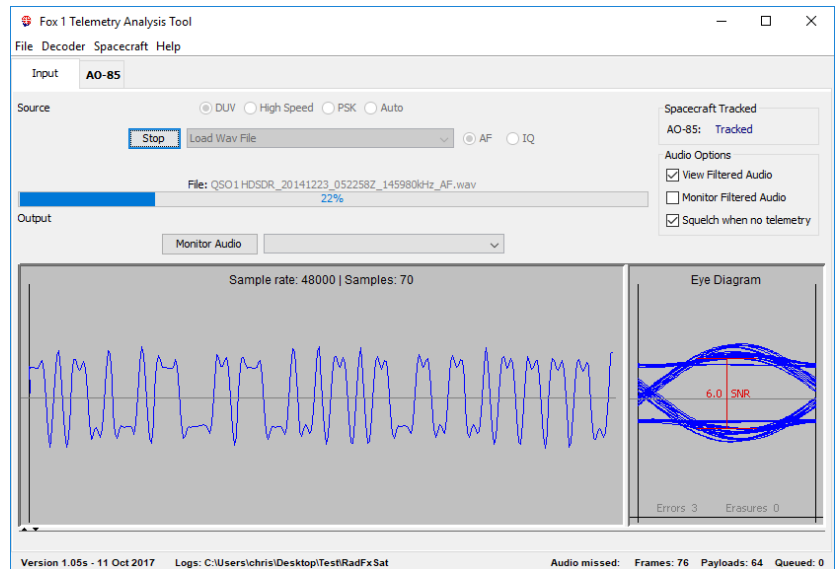 Fox 1 Telemetry Analysis Tool
File Decoder Spacecraft Help
Input AO-85
Source DUV High Speed PSK Auto
Stop Load Wav File AF IQ
File: QSO1 HDSDR_20141223_052258Z_145980kHz_AF.wav
22%
Output
Monitor Audio
Spacecraft Tracked
AO-85: Tracked
Audio Options
View Filtered Audio
Monitor Filtered Audio
Squelch when no telemetry
Sample rate: 48000 | Samples: 70
Eye Diagram
6.0 SNR
Errors 3 Erasures 0
Version 1.05s - 11 Oct 2017 Logs: C:\Users\chris\Desktop\Test\RadFxSat Audio missed: Frames: 76 Payloads: 64 Queued: 0